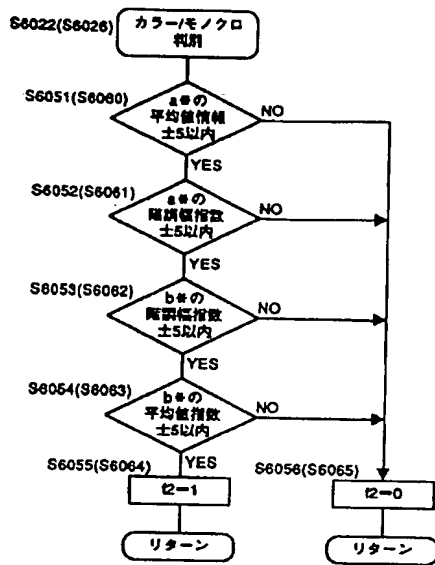 S6022(S6026)
カラー/モノクロ
判別
S6051(S6060)
a*の
平均値情報
±5以内
NO
YES
S6052(S6061)
a*の
階調幅指数
±5以内
NO
YES
S6053(S6062)
b*の
階調幅指数
±5以内
NO
YES
S6054(S6063)
b*の
平均値指数
±5以内
NO
YES
S6055(S6064)
f2=1
リターン
S6056(S6065)
f2=0
リターン